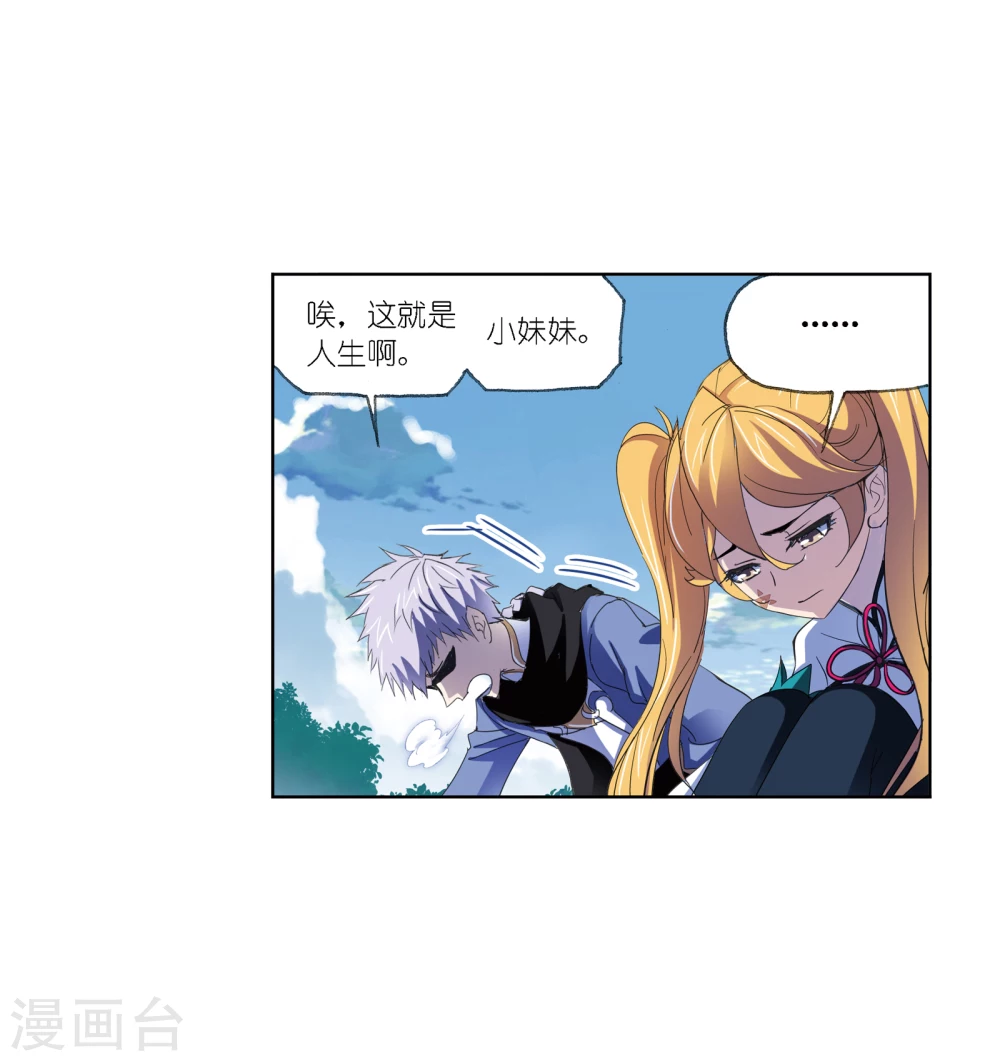 唉，这就是
人生啊。
小妹妹。
……
漫画台